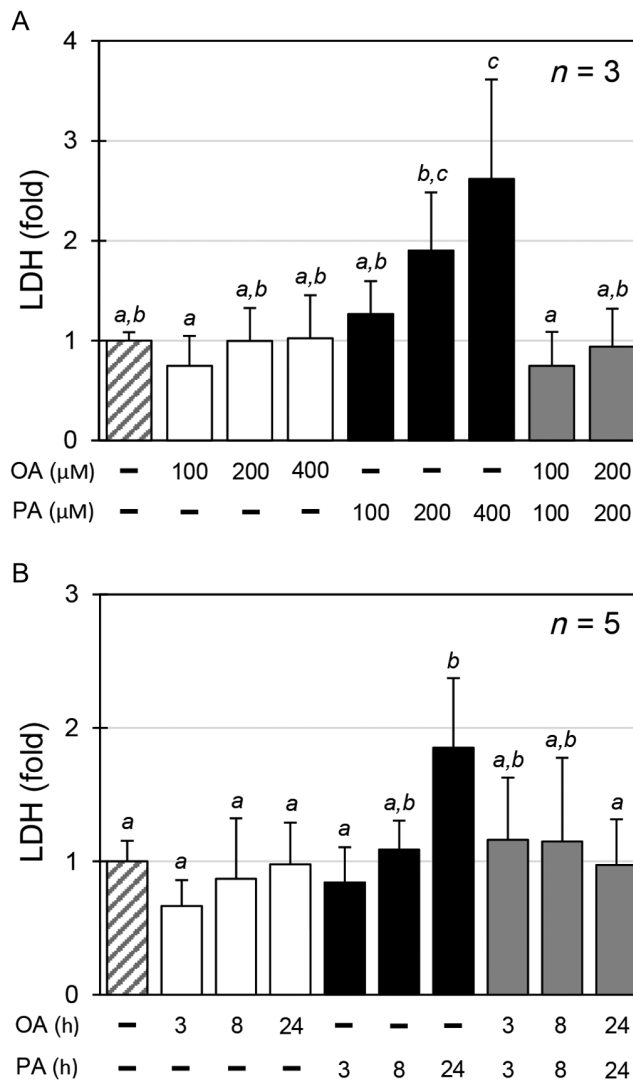 A
4
n = 3
c
3
b,c
LDH (fold)
2
a,b
a,b
a,b
a,b
a,b
a
a
1
0
OA (µM) – 100 200 400 – – – 100 200
PA (µM) – – – – 100 200 400 100 200
B
3
n = 5
b
2
LDH (fold)
a,b
a,b
a,b
a
a
a
a
a
a
1
0
OA (h) – 3 8 24 – – – 3 8 24
PA (h) – – – – 3 8 24 3 8 24